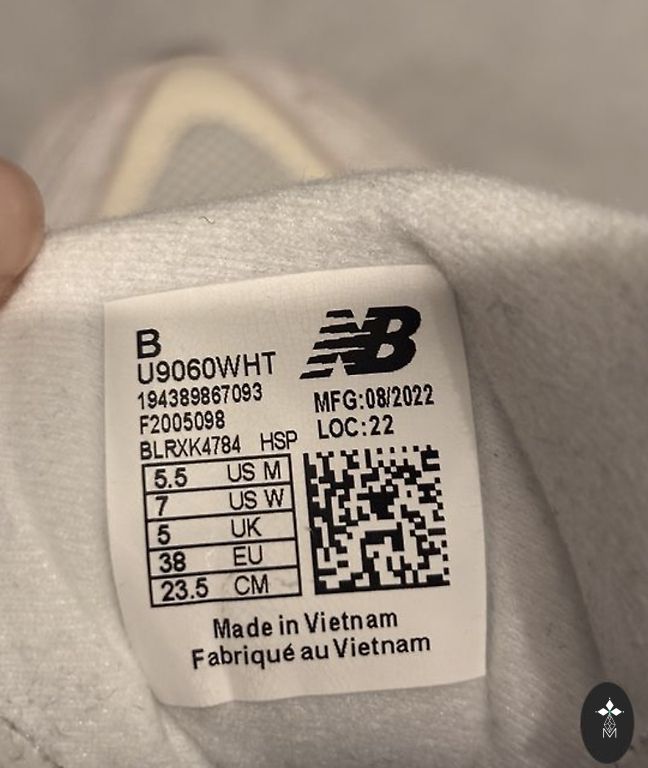 B
U9060WHT
NB
194389867093
MFG:08/2022
F2005098
LOC:22
BLRXK4784 HSP
5.5 US M
7 US W
5 UK
38 EU
23.5 CM
Made in Vietnam
Fabriqué au Vietnam
M